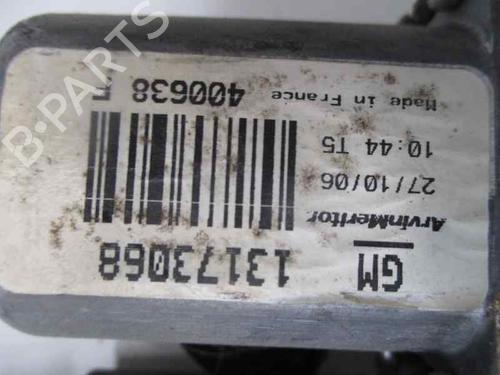 GM 13173068
ArvinMeritor
27/10/06
10:44 T5
Made in France 400638
B-PARTS